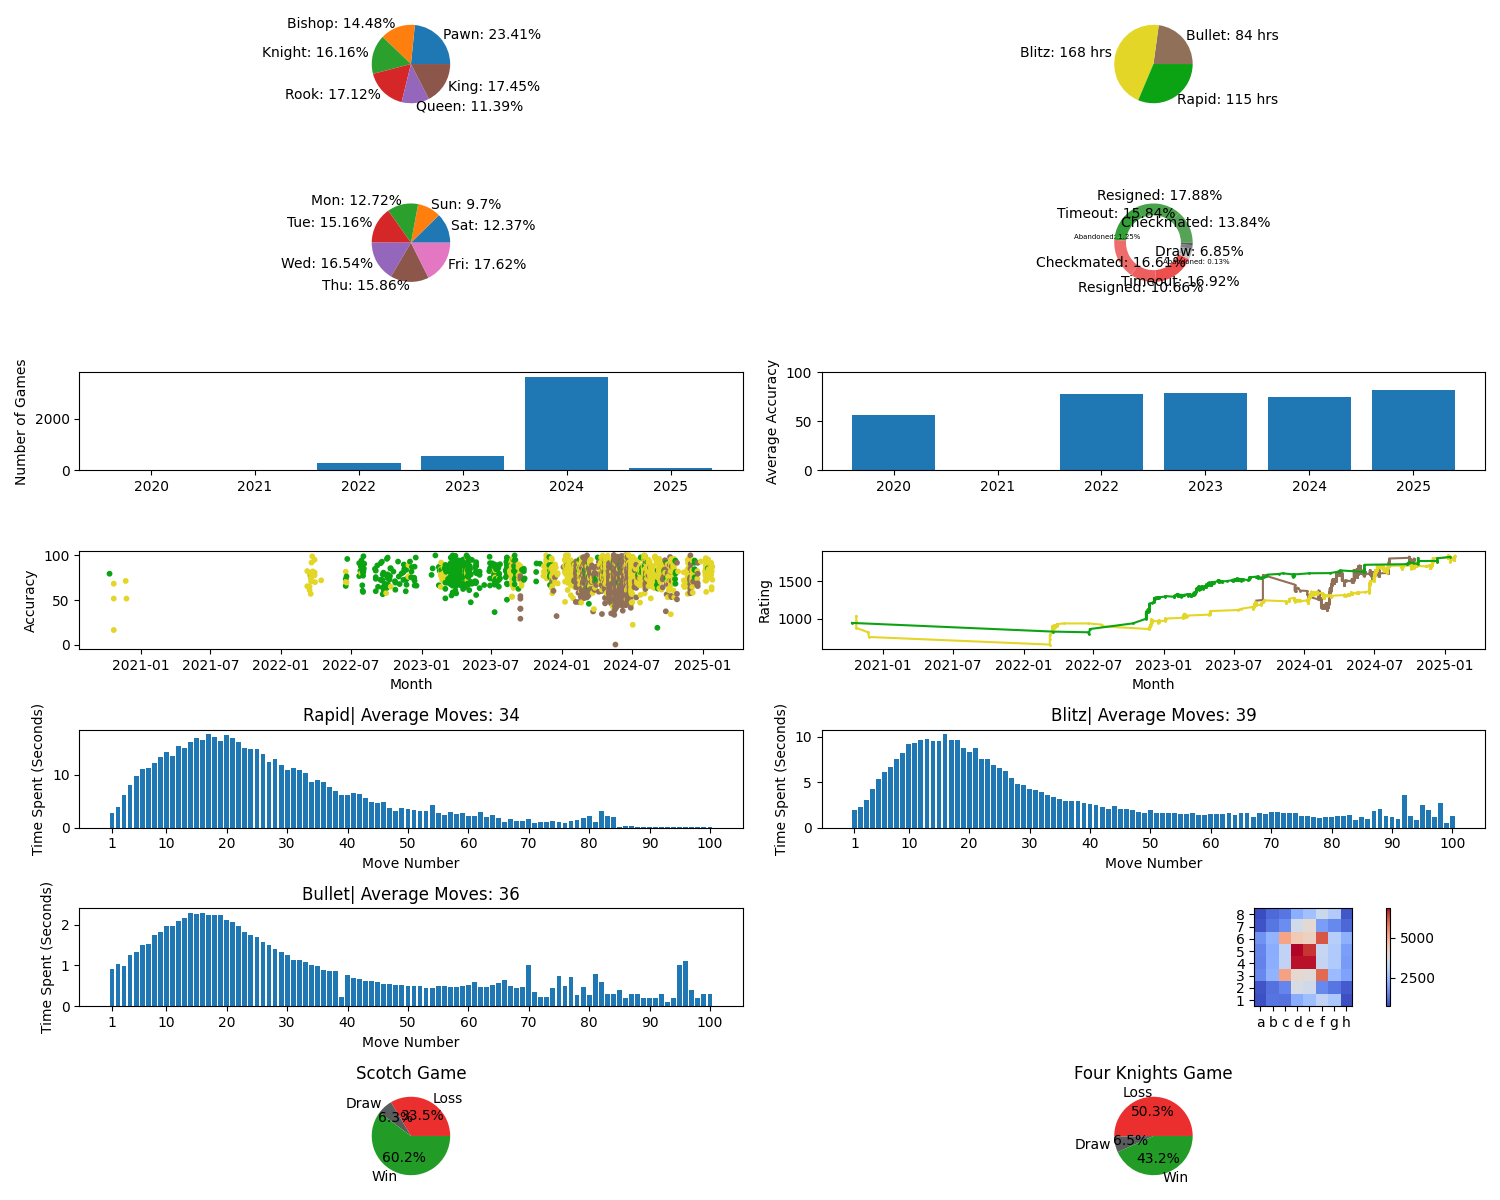 Bishop: 14.48%
Pawn: 23.41%
Knight: 16.16%
Rook: 17.12%
King: 17.45%
Queen: 11.39%
Bullet: 84 hrs
Blitz: 168 hrs
Rapid: 115 hrs
Mon: 12.72%
Sun: 9.7%
Tue: 15.16%
Sat: 12.37%
Wed: 16.54%
Fri: 17.62%
Thu: 15.86%
Resigned: 17.88%
Timeout: 15.84%
Checkmated: 13.84%
Abandoned: 1.25%
Draw: 6.85%
Checkmated: 16.61%
Abandoned: 0.13%
Timeout: 16.92%
Resigned: 10.66%
Number of Games
2000
0
2020 2021 2022 2023 2024 2025
Average Accuracy
100
50
0
2020 2021 2022 2023 2024 2025
Accuracy
100
50
0
2021-01 2021-07 2022-01 2022-07 2023-01 2023-07 2024-01 2024-07 2025-01
Month
Rating
1500
1000
2021-01 2021-07 2022-01 2022-07 2023-01 2023-07 2024-01 2024-07 2025-01
Month
Rapid| Average Moves: 34
Time Spent (Seconds)
10
0
1 10 20 30 40 50 60 70 80 90 100
Move Number
Blitz| Average Moves: 39
Time Spent (Seconds)
10
5
0
1 10 20 30 40 50 60 70 80 90 100
Move Number
Bullet| Average Moves: 36
Time Spent (Seconds)
2
1
0
1 10 20 30 40 50 60 70 80 90 100
Move Number
8
7
6
5
4
3
2
1
a b c d e f g h
5000
2500
Scotch Game
Loss
33.5%
Draw
6.3%
60.2%
Win
Four Knights Game
Loss
50.3%
Draw
6.5%
43.2%
Win